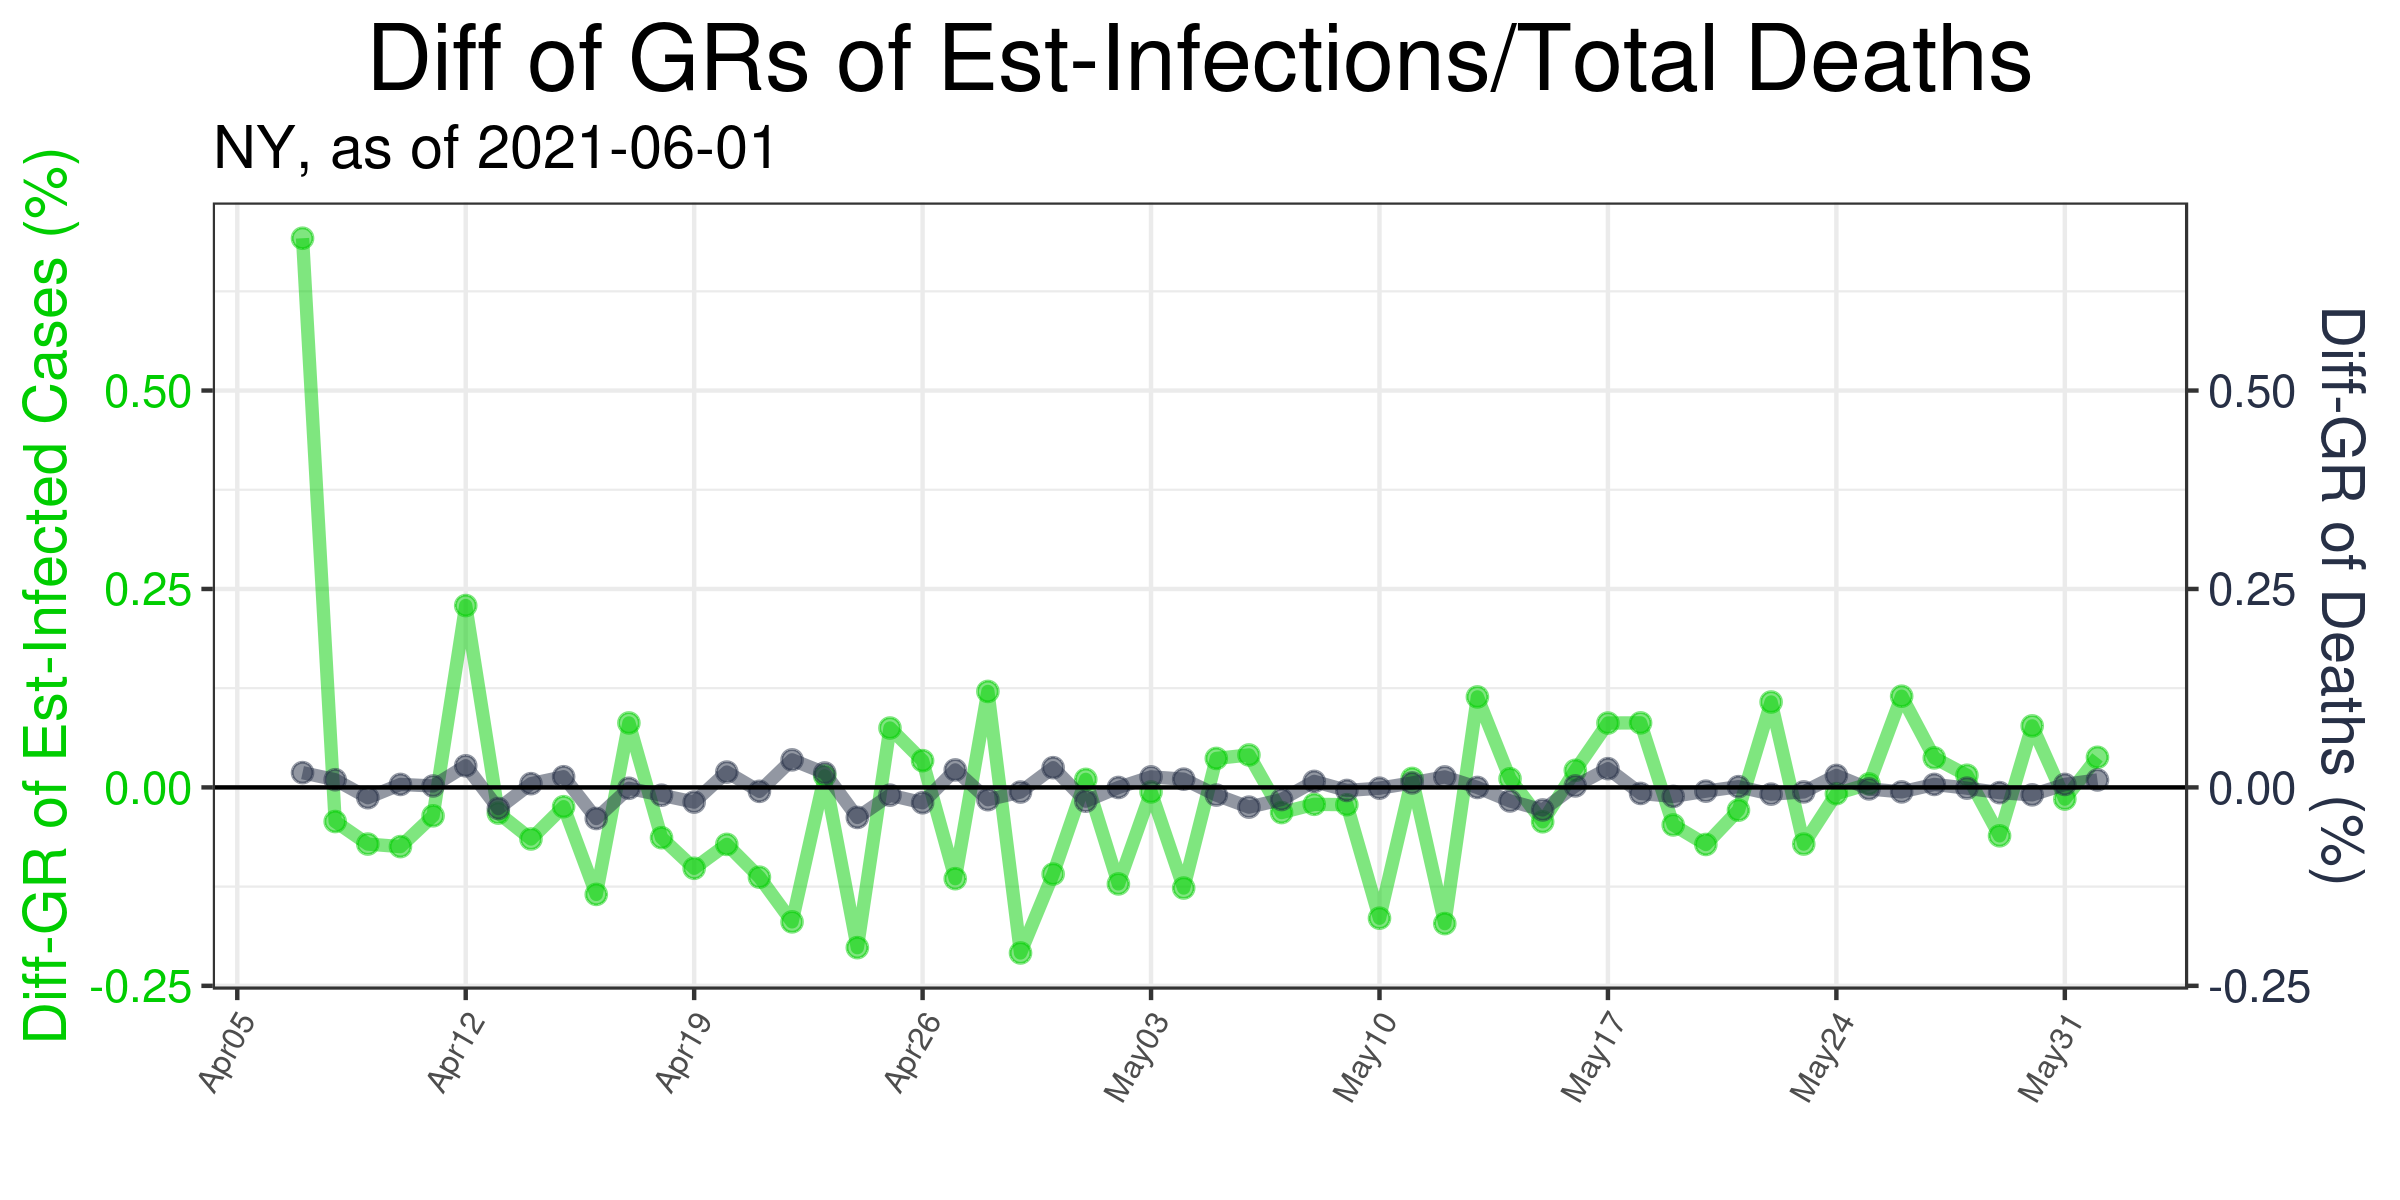 Diff of GRs of Est-Infections/Total Deaths
NY, as of 2021-06-01
Diff-GR of Est-Infected Cases (%)
0.50
0.25
0.00
-0.25
0.50
0.25
0.00
-0.25
Diff-GR of Deaths (%)
Apr05
Apr12
Apr19
Apr26
May03
May10
May17
May24
May31